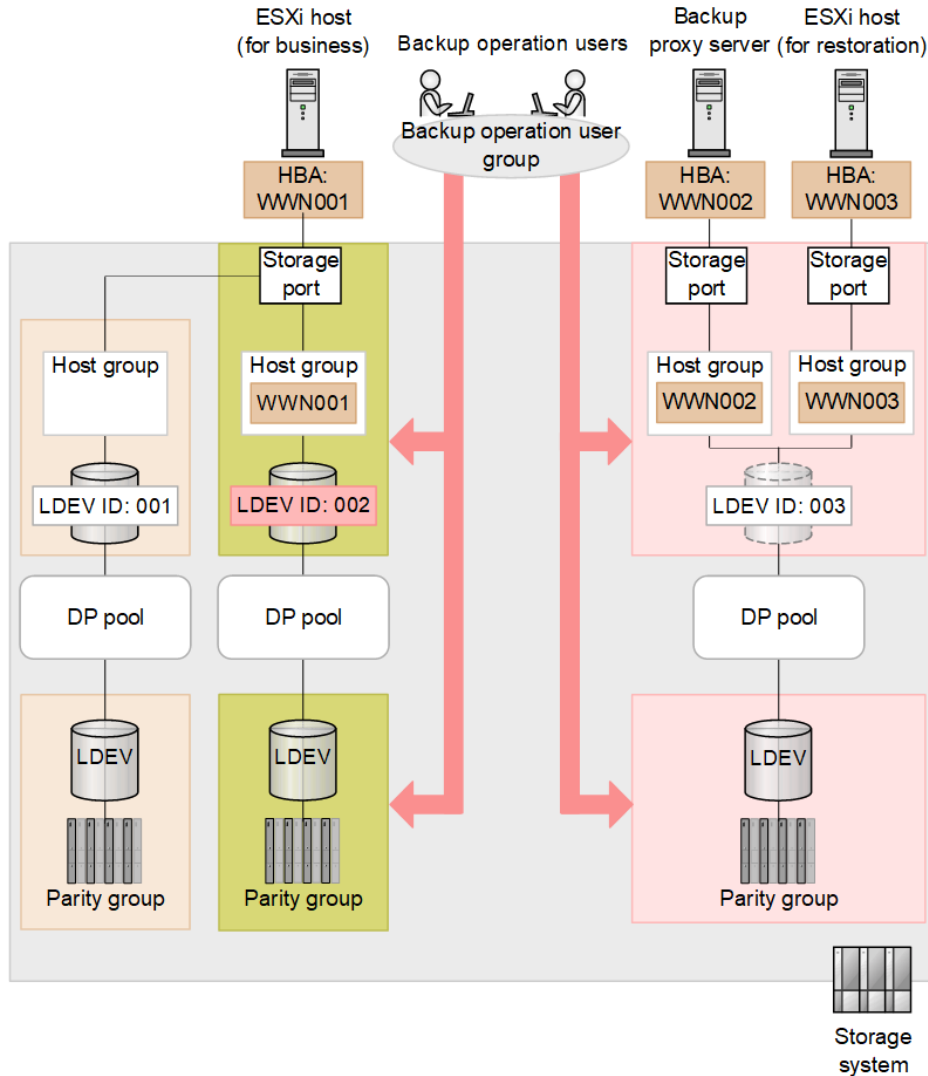 ESXi host
(for business)
Backup operation users
Backup
proxy server
ESXi host
(for restoration)
Backup operation user
group
HBA:
WWN001
HBA:
WWN002
HBA:
WWN003
Storage
port
Storage
port
Storage
port
Host group
Host group
WWN001
Host group
WWN002
Host group
WWN003
LDEV ID: 001
LDEV ID: 002
LDEV ID: 003
DP pool
DP pool
DP pool
LDEV
LDEV
LDEV
Parity group
Parity group
Parity group
Storage
system